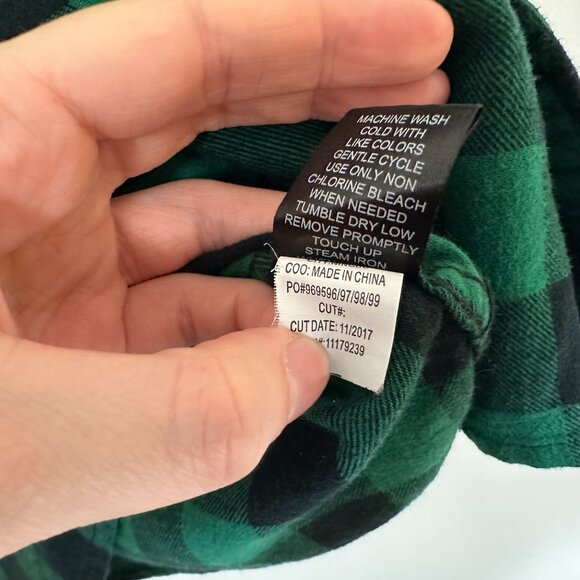 MACHINE WASH
COLD WITH
LIKE COLORS
GENTLE CYCLE
USE ONLY NON
CHLORINE BLEACH
WHEN NEEDED
TUMBLE DRY LOW
REMOVE PROMPTLY
TOUCH UP
STEAM IRON
COO: MADE IN CHINA
PO#969596/97/98/99
CUT#:
CUT DATE: 11/2017
#:11179239